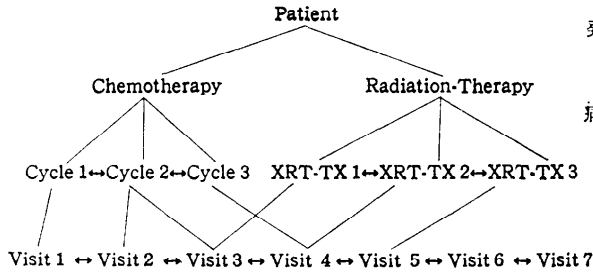 Patient
Chemotherapy Radiation-Therapy
Cycle 1↔Cycle 2↔Cycle 3 XRT-TX 1↔XRT-TX 2↔XRT-TX 3
Visit 1 ↔ Visit 2 ↔ Visit 3 ↔ Visit 4 ↔ Visit 5 ↔ Visit 6 ↔ Visit 7